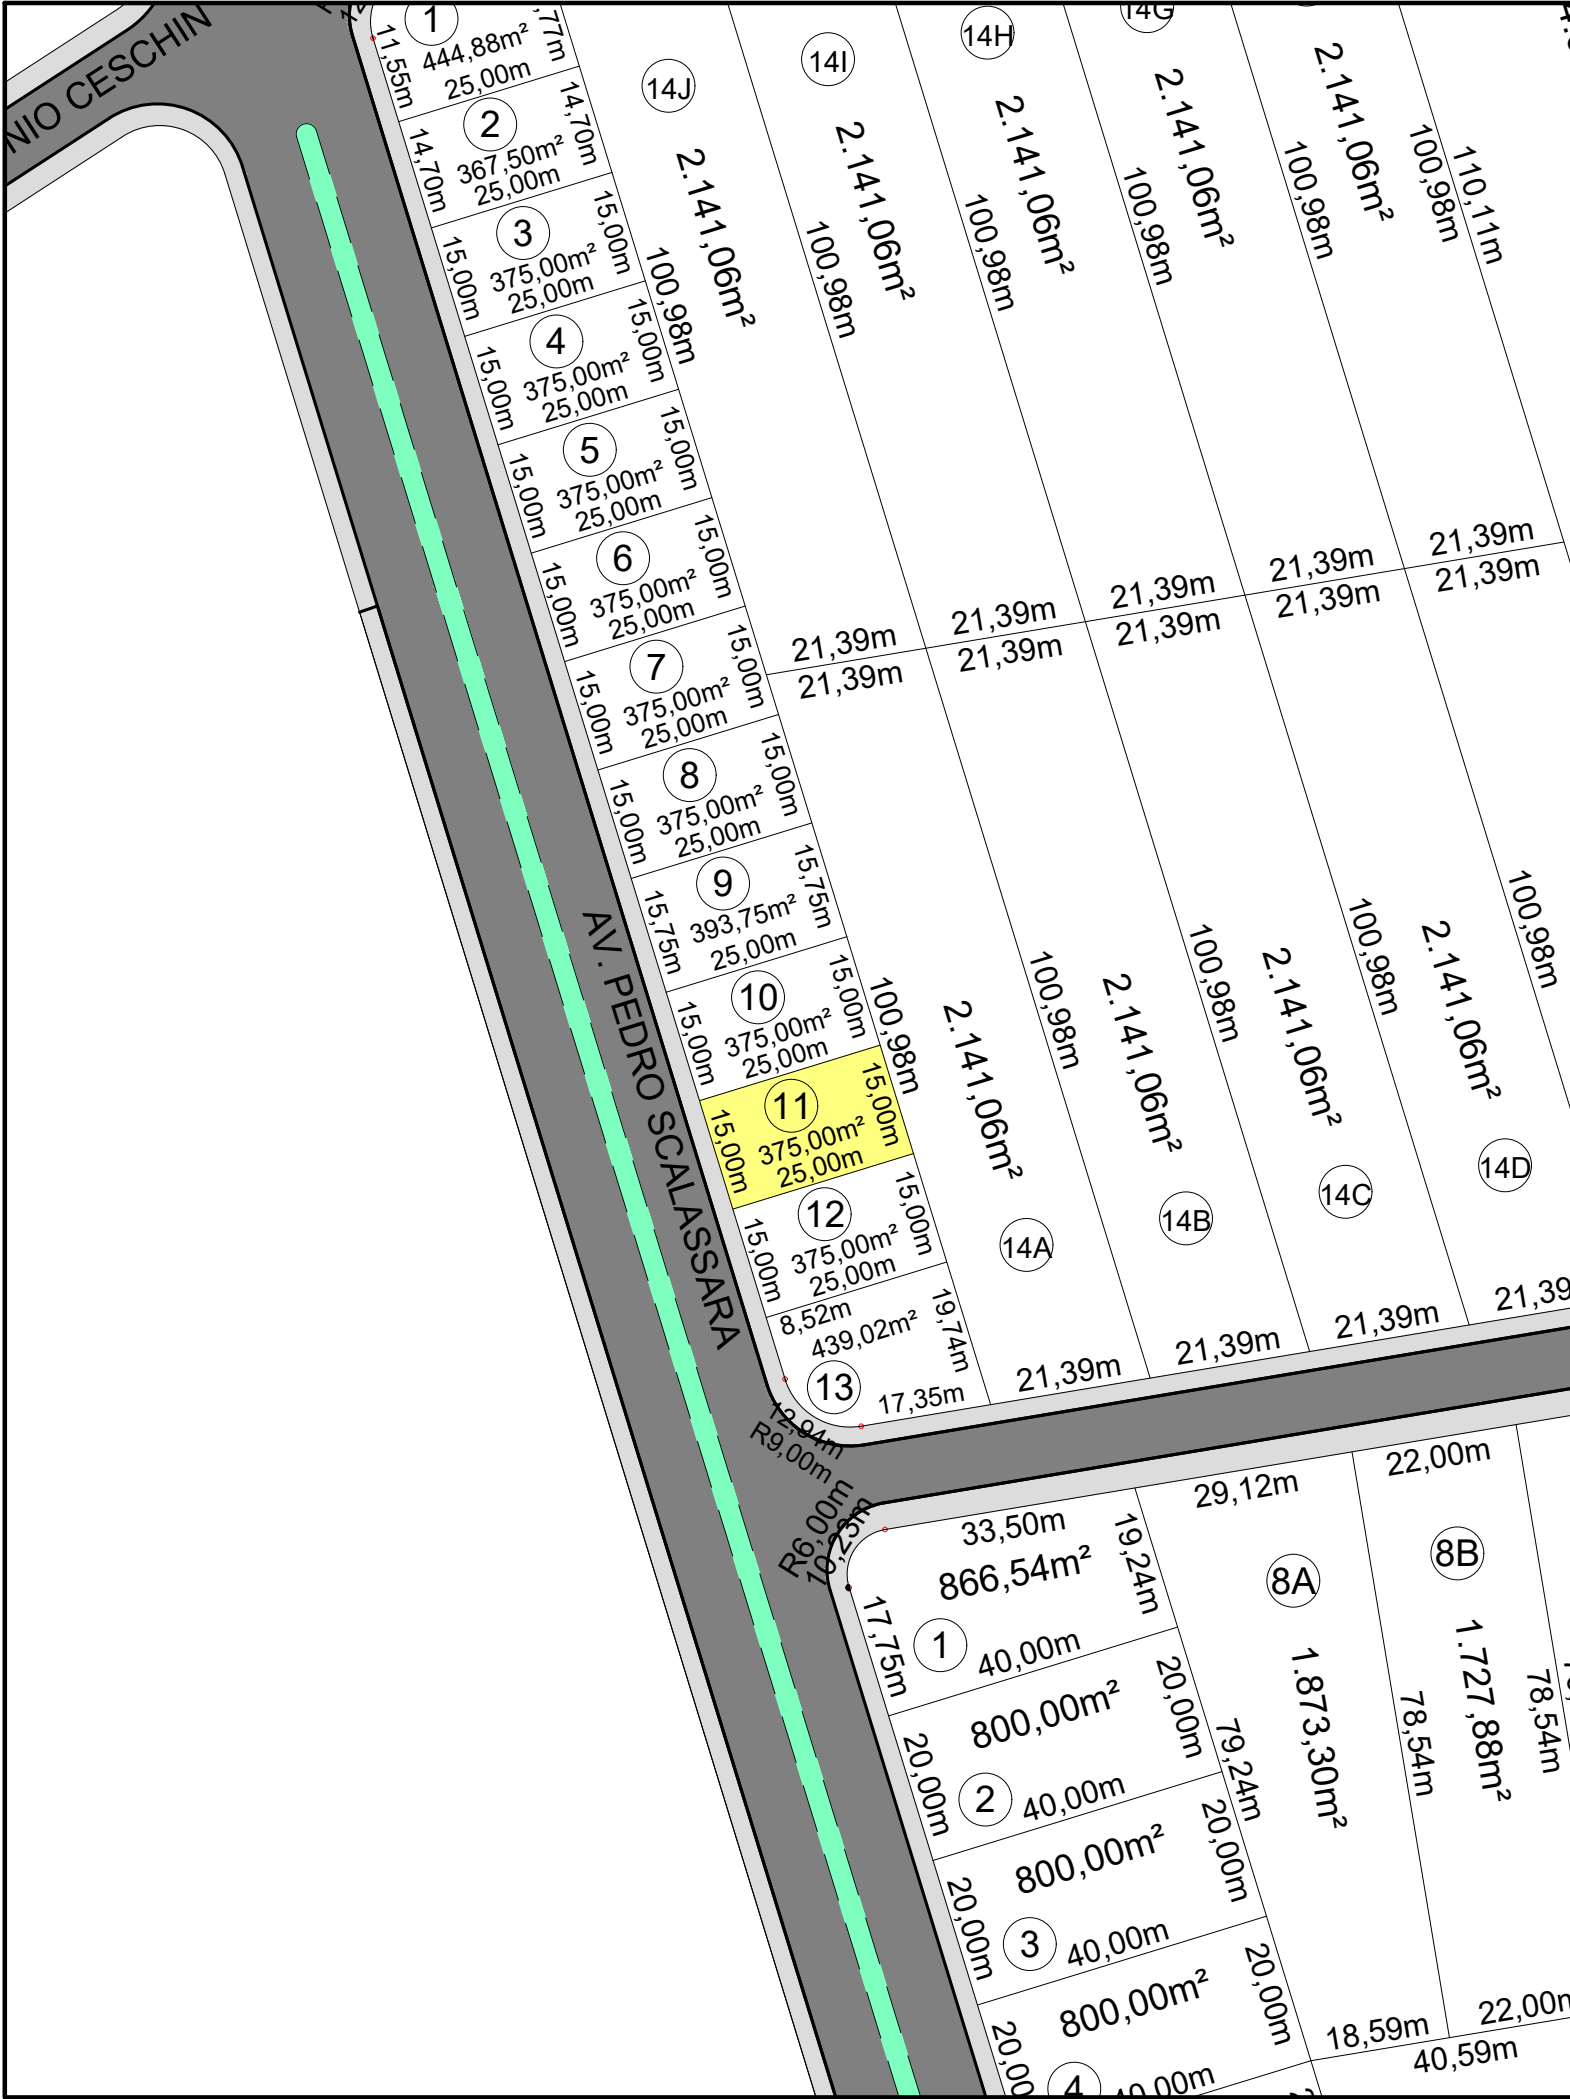 NIO CESCHIN
AV. PEDRO SCALASSARA
1
444,88m²
25,00m
11,55m
,77m
2
367,50m²
25,00m
14,70m
14,70m
3
375,00m²
25,00m
15,00m
15,00m
4
375,00m²
25,00m
15,00m
15,00m
5
375,00m²
25,00m
15,00m
15,00m
6
375,00m²
25,00m
15,00m
15,00m
7
375,00m²
25,00m
15,00m
15,00m
8
375,00m²
25,00m
15,00m
15,00m
9
393,75m²
25,00m
15,75m
15,75m
10
375,00m²
25,00m
15,00m
15,00m
11
375,00m²
25,00m
15,00m
15,00m
12
375,00m²
25,00m
15,00m
15,00m
8,52m
439,02m²
19,74m
13
17,35m
12,94m
R9,00m
14J
2.141,06m²
100,98m
14I
2.141,06m²
100,98m
14H
2.141,06m²
100,98m
14G
2.141,06m²
100,98m
2.141,06m²
100,98m
100,98m
110,11m
21,39m
21,39m
21,39m
21,39m
21,39m
21,39m
21,39m
21,39m
21,39m
21,39m
100,98m
2.141,06m²
14A
100,98m
2.141,06m²
14B
100,98m
2.141,06m²
14C
100,98m
2.141,06m²
14D
100,98m
21,39m
21,39m
21,39m
21,39
R6,00m
10,23m
33,50m
866,54m²
19,24m
17,75m
1
40,00m
800,00m²
20,00m
20,00m
2
40,00m
800,00m²
20,00m
20,00m
3
40,00m
800,00m²
20,00m
20,00
4
40,00m
29,12m
8A
1.873,30m²
79,24m
78,54m
18,59m
22,00m
8B
1.727,88m²
78,54m
22,00m
40,59m